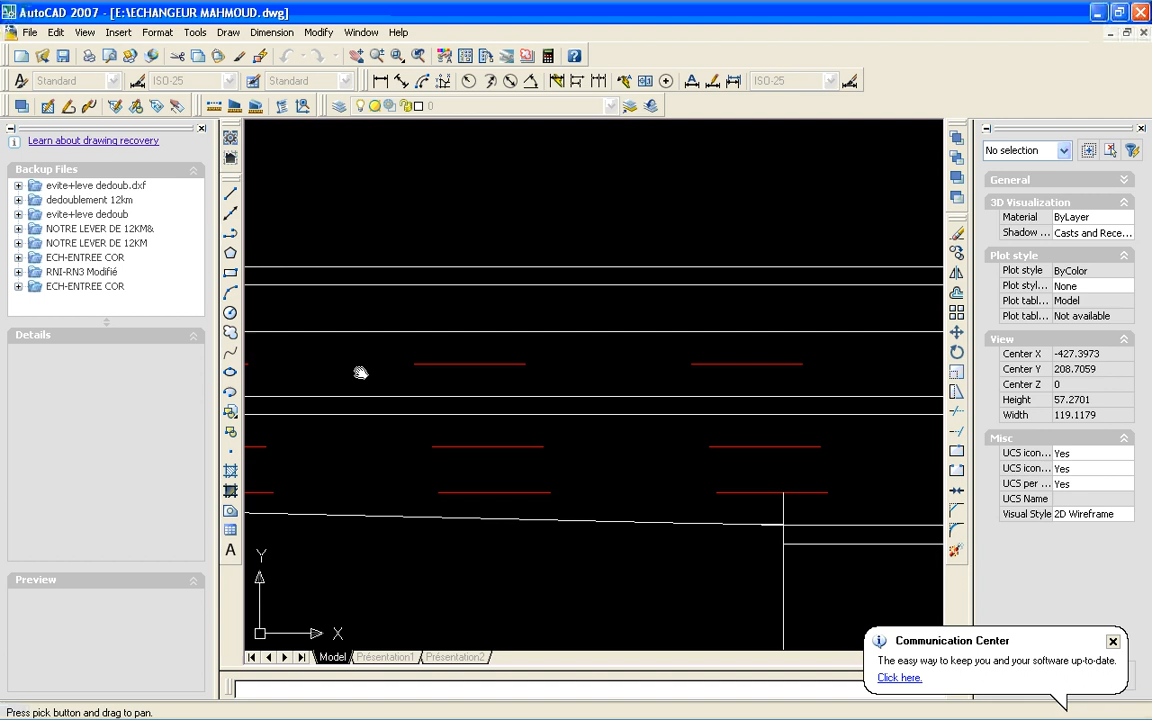 AutoCAD 2007 - [E:\ECHANGEUR MAHMOUD.dwg]
File Edit View Insert Format Tools Draw Dimension Modify Window Help
Standard ISO-25 Standard ISO-25
0
Learn about drawing recovery
Backup Files
evite+leve dedoub.dxf
dedoublement 12km
evite+leve dedoub
NOTRE LEVER DE 12KM&
NOTRE LEVER DE 12KM
ECH-ENTREE COR
RNI-RN3 Modifié
ECH-ENTREE COR
Details
Preview
A
Y
X
Model Présentation1 Présentation2
No selection
General
3D Visualization
Material ByLayer
Shadow ... Casts and Rece...
Plot style
Plot style ByColor
Plot styl... None
Plot tabl... Model
Plot tabl... Not available
View
Center X -427.3973
Center Y 208.7059
Center Z 0
Height 57.2701
Width 119.1179
Misc
UCS icon... Yes
UCS icon... Yes
UCS per ... Yes
UCS Name
Visual Style 2D Wireframe
Communication Center
The easy way to keep you and your software up-to-date.
Click here.
Press pick button and drag to pan.